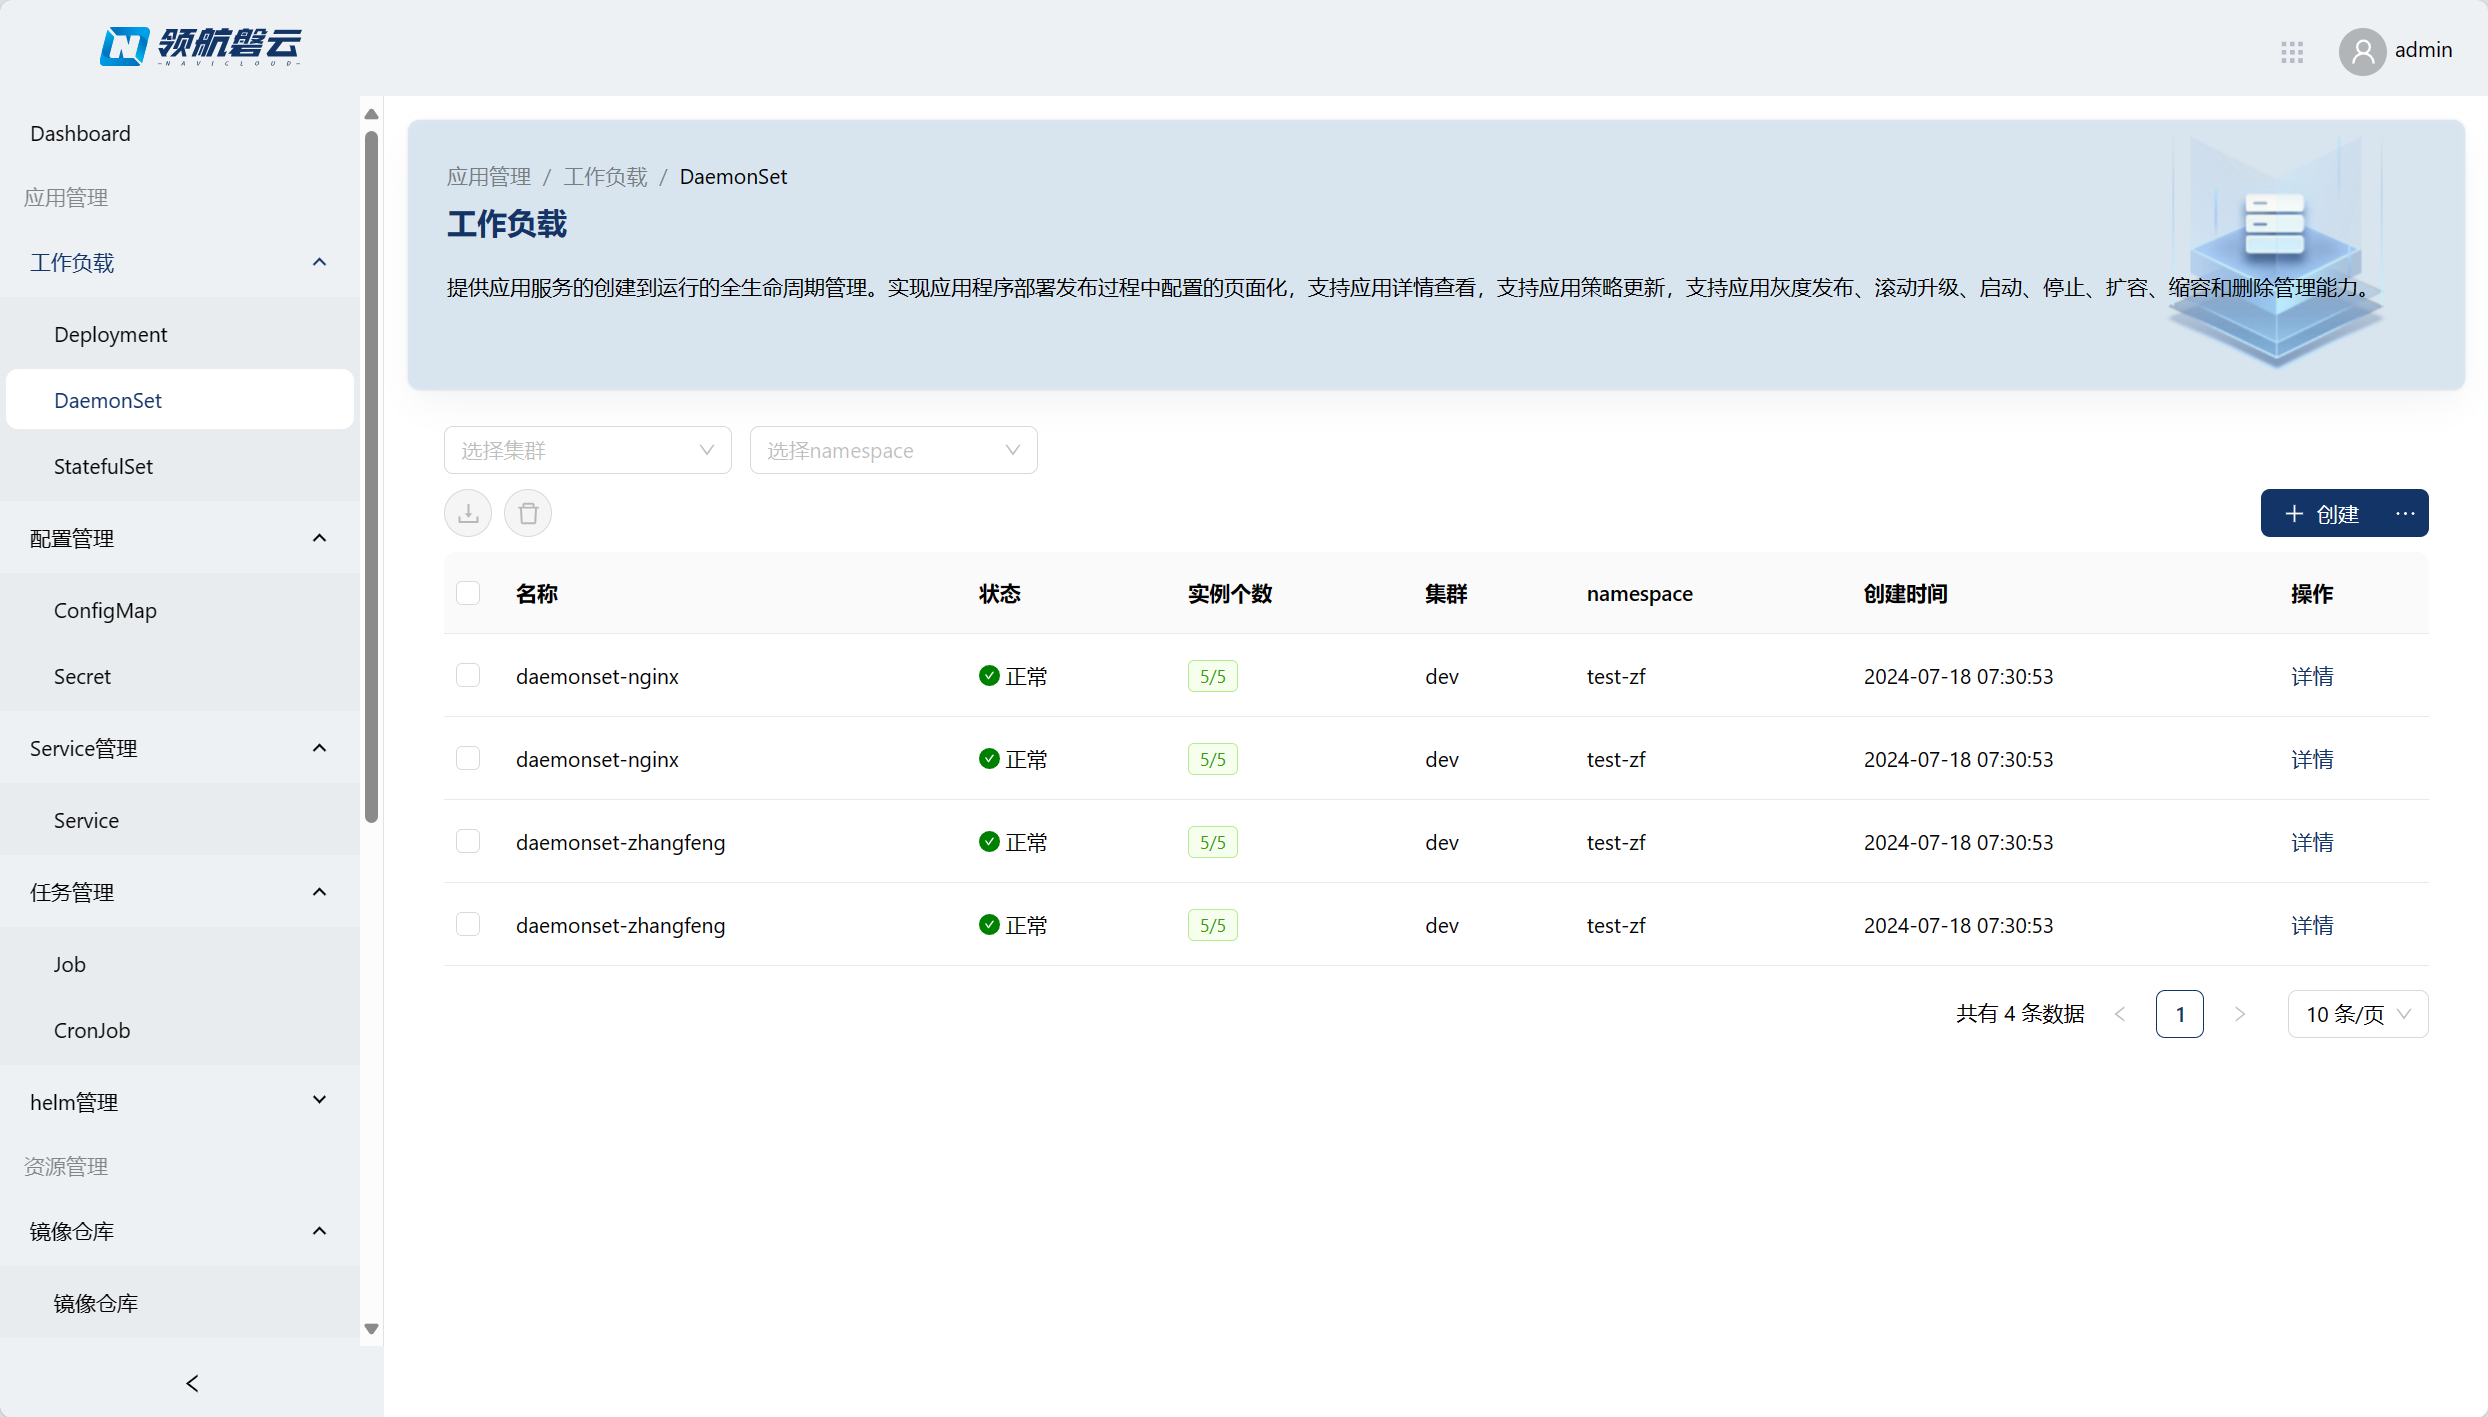 领航磐云
-NAVICLOUD-
admin
Dashboard
应用管理
工作负载
Deployment
DaemonSet
StatefulSet
配置管理
ConfigMap
Secret
Service管理
Service
任务管理
Job
CronJob
helm管理
资源管理
镜像仓库
镜像仓库
应用管理 / 工作负载 / DaemonSet
工作负载
提供应用服务的创建到运行的全生命周期管理。实现应用程序部署发布过程中配置的页面化，支持应用详情查看，支持应用策略更新，支持应用灰度发布、滚动升级、启动、停止、扩容、缩容和删除管理能力。
选择集群 选择namespace
创建 ···
名称 状态 实例个数 集群 namespace 创建时间 操作
daemonset-nginx 正常 5/5 dev test-zf 2024-07-18 07:30:53 详情
daemonset-nginx 正常 5/5 dev test-zf 2024-07-18 07:30:53 详情
daemonset-zhangfeng 正常 5/5 dev test-zf 2024-07-18 07:30:53 详情
daemonset-zhangfeng 正常 5/5 dev test-zf 2024-07-18 07:30:53 详情
共有 4 条数据 < 1 > 10 条/页